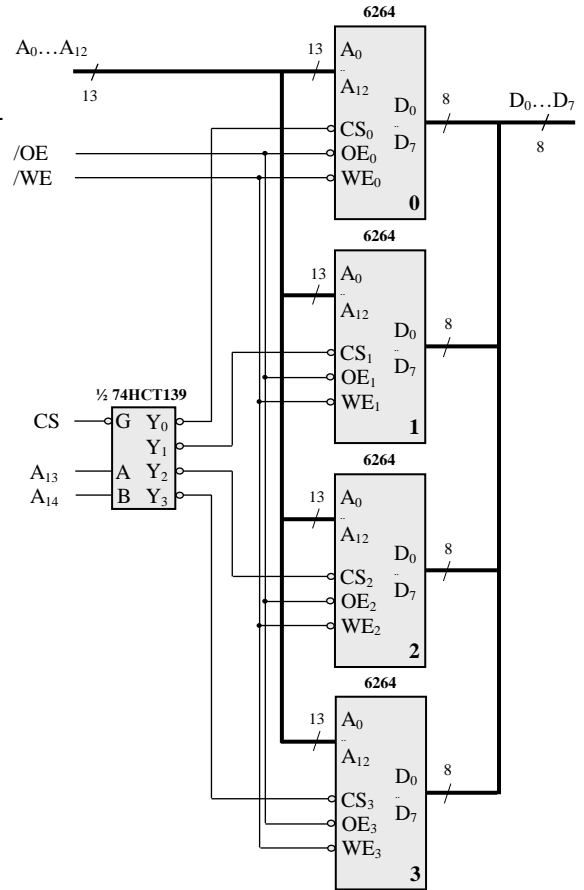 6264
A₀…A₁₂
13
13
A₀
..
A₁₂
D₀
..
D₇
8
D₀…D₇
8
CS₀
OE₀
WE₀
0
/OE
/WE
6264
13
A₀
..
A₁₂
D₀
..
D₇
8
CS₁
OE₁
WE₁
1
½ 74HCT139
CS
G
Y₀
Y₁
A₁₃
A
Y₂
A₁₄
B
Y₃
6264
13
A₀
..
A₁₂
D₀
..
D₇
8
CS₂
OE₂
WE₂
2
6264
13
A₀
..
A₁₂
D₀
..
D₇
8
CS₃
OE₃
WE₃
3